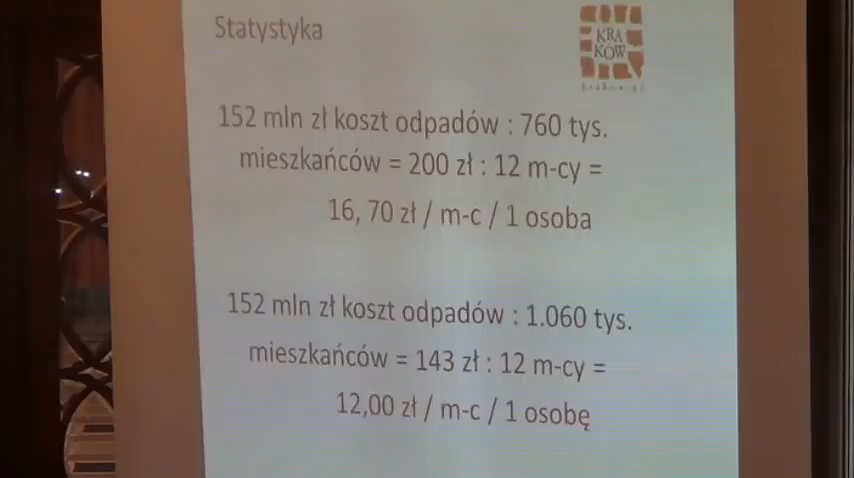 Statystyka
KRA
KÓW
krakow.pl
152 mln zł koszt odpadów : 760 tys.
mieszkańców = 200 zł : 12 m-cy =
16, 70 zł / m-c / 1 osoba
152 mln zł koszt odpadów : 1.060 tys.
mieszkańców = 143 zł : 12 m-cy =
12,00 zł / m-c / 1 osobę